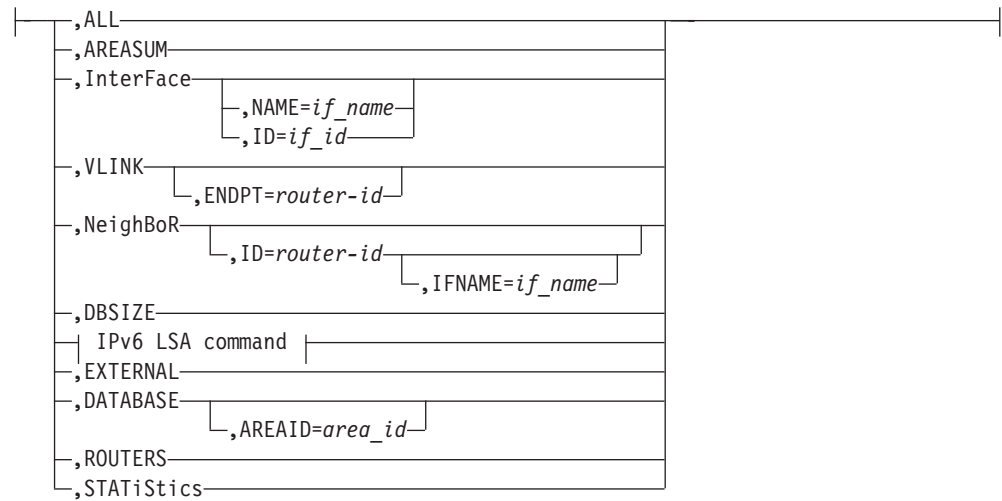 ,ALL
,AREASUM
,InterFace
,NAME=if_name
,ID=if_id
,VLINK
,ENDPT=router-id
,NeighBoR
,ID=router-id
,IFNAME=if_name
,DBSIZE
IPv6 LSA command
,EXTERNAL
,DATABASE
,AREAID=area_id
,ROUTERS
,STATiStics